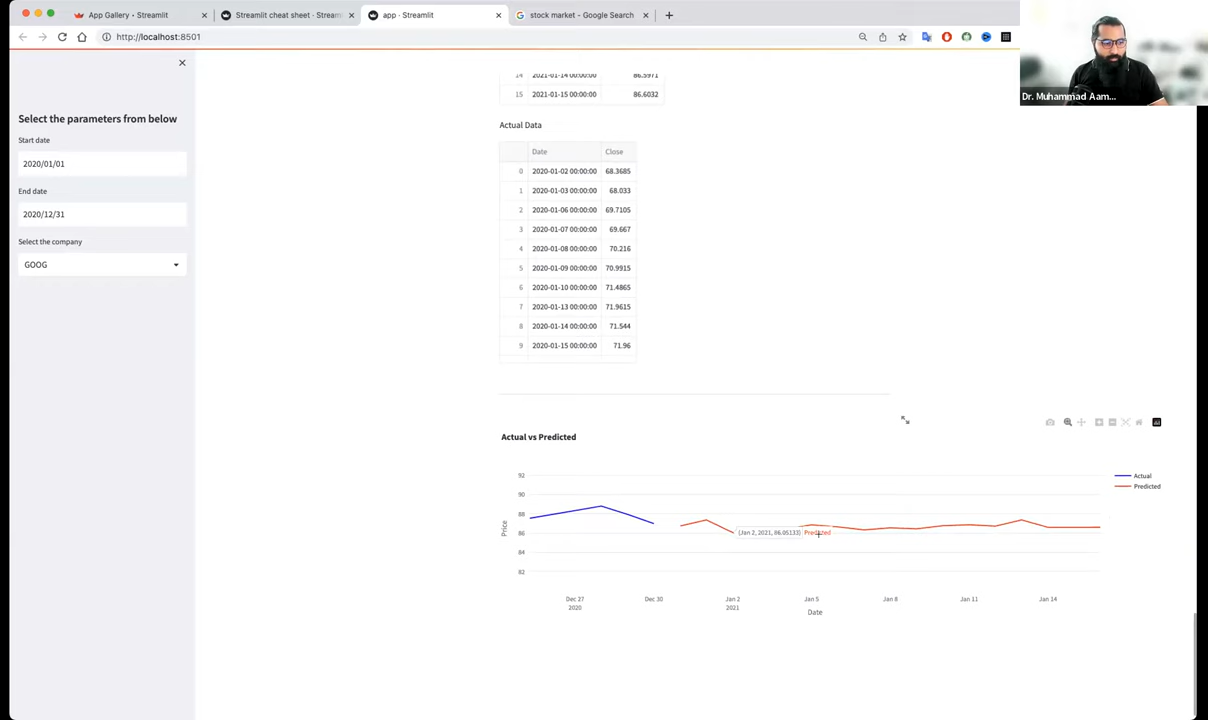 App Gallery - Streamlit
Streamlit cheat sheet · Streamli
app · Streamlit
stock market - Google Search
http://localhost:8501
Dr. Muhammad Aam...
Select the parameters from below
Start date
2020/01/01
End date
2020/12/31
Select the company
GOOG
14 2021-01-14 00:00:00 86.5971
15 2021-01-15 00:00:00 86.6032
Actual Data
Date Close
0 2020-01-02 00:00:00 68.3685
1 2020-01-03 00:00:00 68.033
2 2020-01-06 00:00:00 69.7105
3 2020-01-07 00:00:00 69.667
4 2020-01-08 00:00:00 70.216
5 2020-01-09 00:00:00 70.9915
6 2020-01-10 00:00:00 71.4865
7 2020-01-13 00:00:00 71.9615
8 2020-01-14 00:00:00 71.544
9 2020-01-15 00:00:00 71.96
Actual vs Predicted
Actual
Predicted
92
90
88
86
84
82
Price
(Jan 2, 2021, 86.05133) Predicted
Dec 27
2020
Dec 30
Jan 2
2021
Jan 5
Jan 8
Jan 11
Jan 14
Date